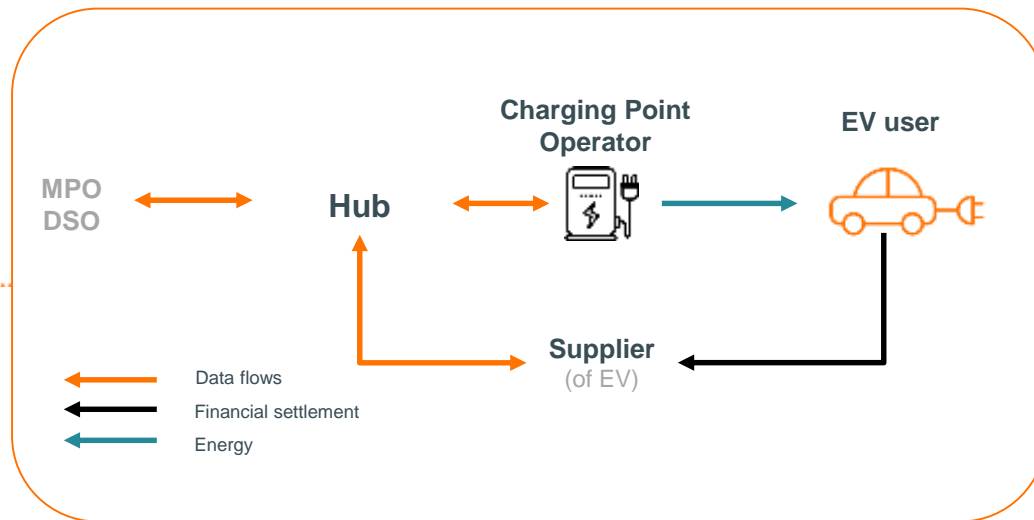 Charging Point
Operator
EV user
MPO
DSO
Hub
Supplier
(of EV)
Data flows
Financial settlement
Energy